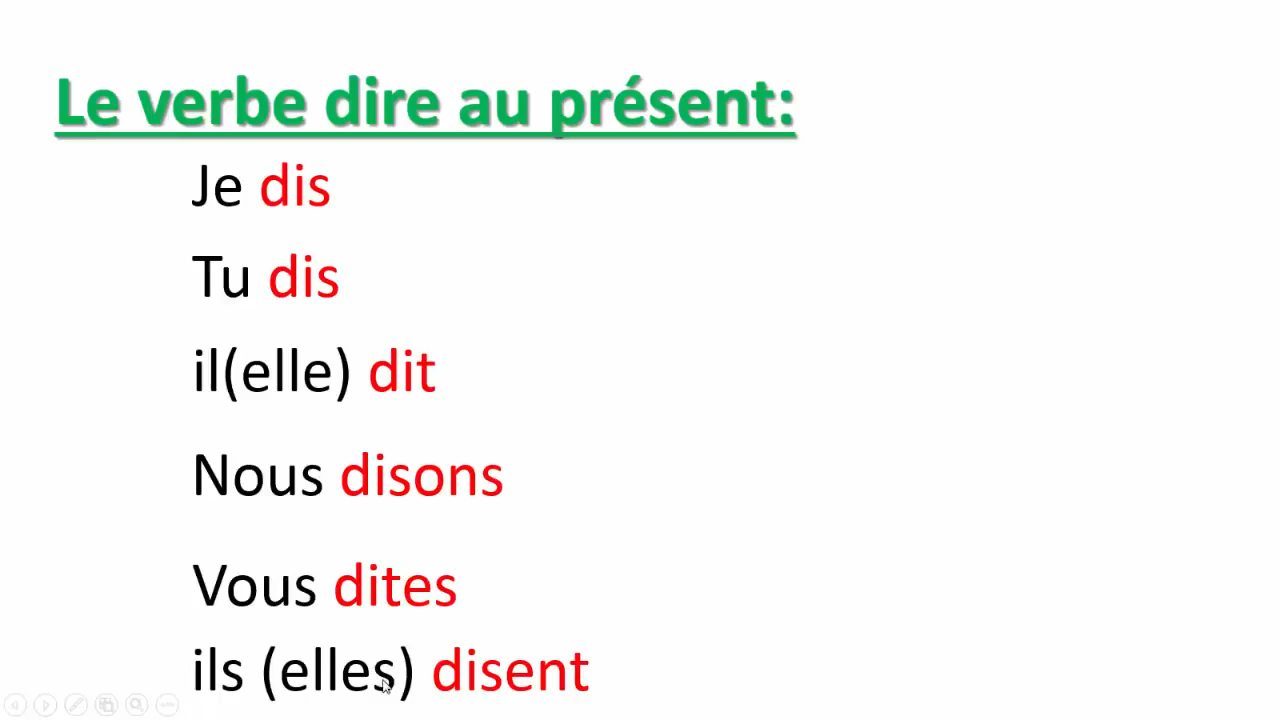 Le verbe dire au présent:
Je dis
Tu dis
il(elle) dit
Nous disons
Vous dites
ils (elles) disent